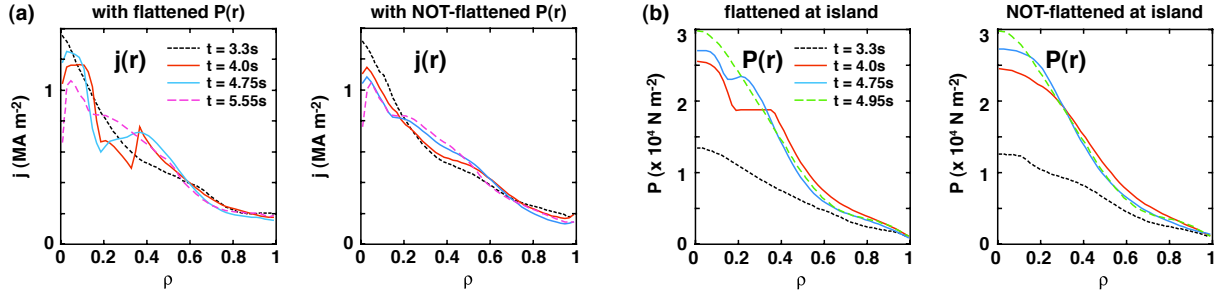 (a) with flattened P(r)
j(r)
t = 3.3s
t = 4.0s
t = 4.75s
t = 5.55s
j (MA m-2)
1
0
0 0.2 0.4 0.6 0.8 1
ρ
with NOT-flattened P(r)
j(r)
j (MA m-2)
1
0
0 0.2 0.4 0.6 0.8 1
ρ
(b) flattened at island
P(r)
t = 3.3s
t = 4.0s
t = 4.75s
t = 4.95s
P (x 10⁴ N m-2)
3
2
1
0
0 0.2 0.4 0.6 0.8 1
ρ
NOT-flattened at island
P(r)
P (x 10⁴ N m-2)
3
2
1
0
0 0.2 0.4 0.6 0.8 1
ρ